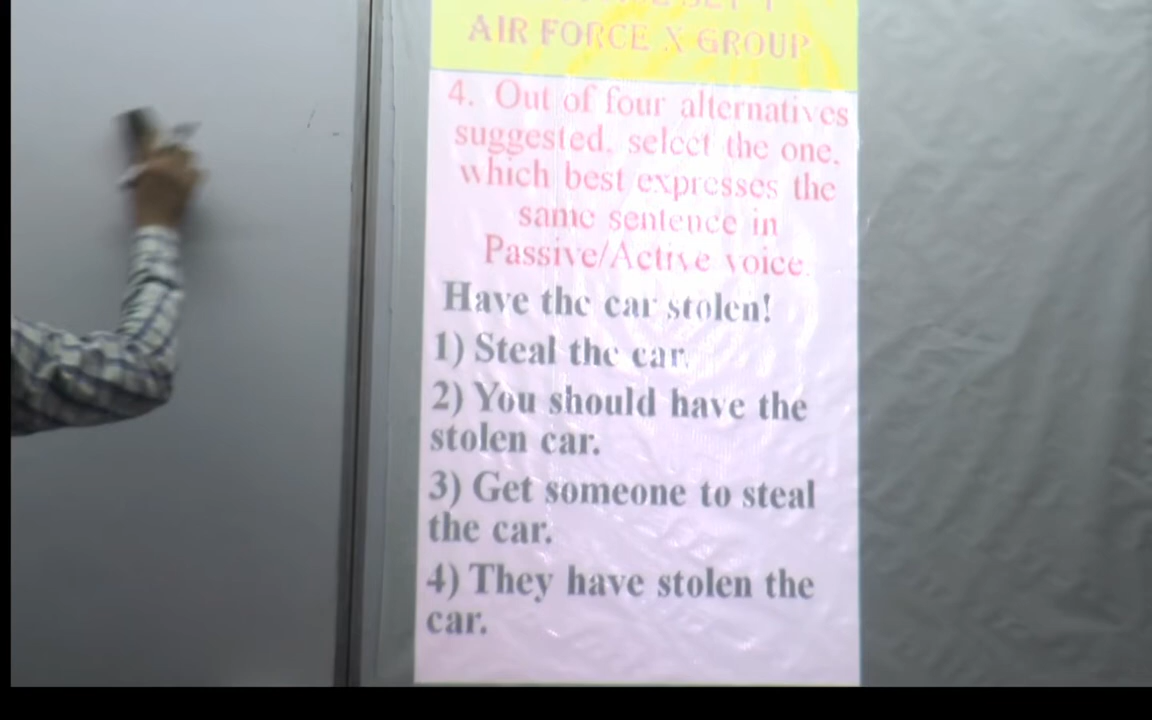 AIR FORCE X GROUP
4. Out of four alternatives
suggested, select the one,
which best expresses the
same sentence in
Passive/Active voice.
Have the car stolen!
1) Steal the car.
2) You should have the
stolen car.
3) Get someone to steal
the car.
4) They have stolen the
car.